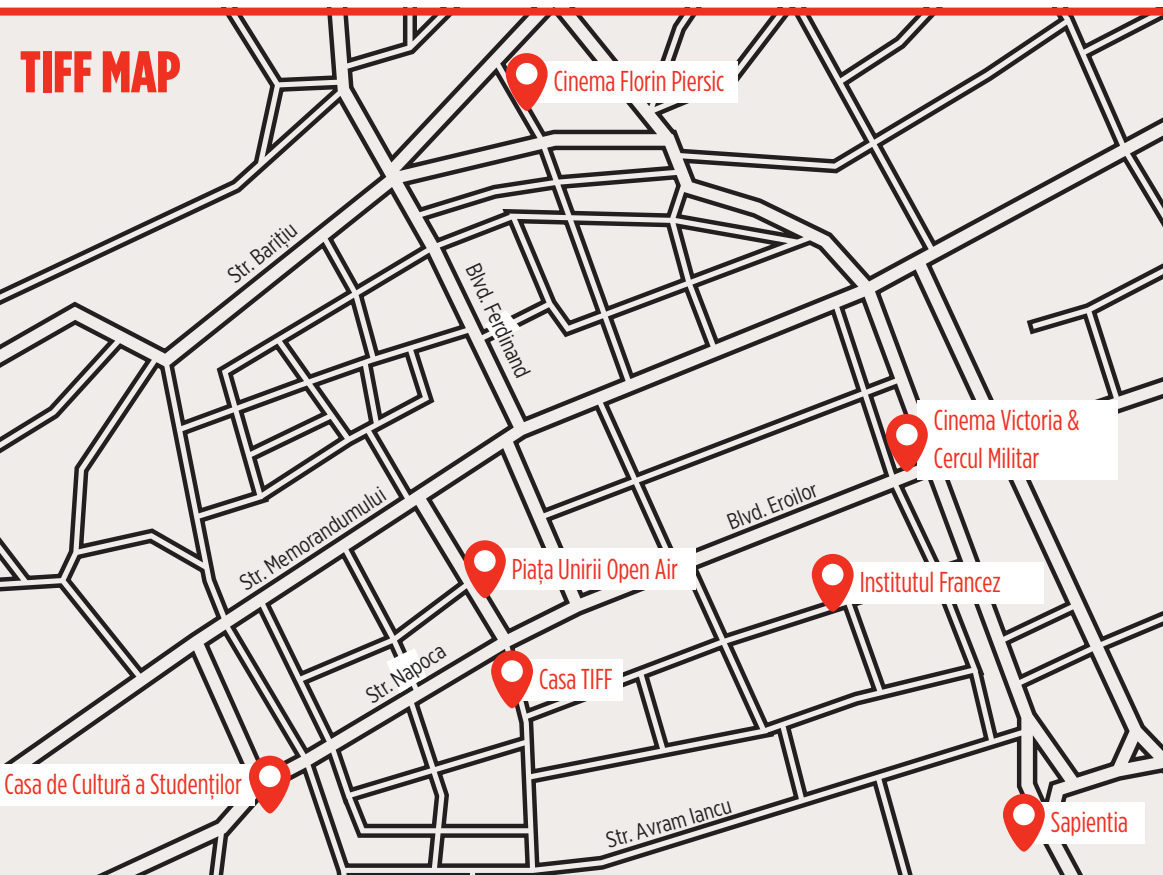 TIFF MAP
Cinema Florin Piersic
Str. Barițiu
Blvd. Ferdinand
Cinema Victoria &
Cercul Militar
Str. Memorandumului
Blvd. Eroilor
Piața Unirii Open Air
Institutul Francez
Str. Napoca
Casa TIFF
Casa de Cultură a Studenților
Str. Avram Iancu
Sapientia